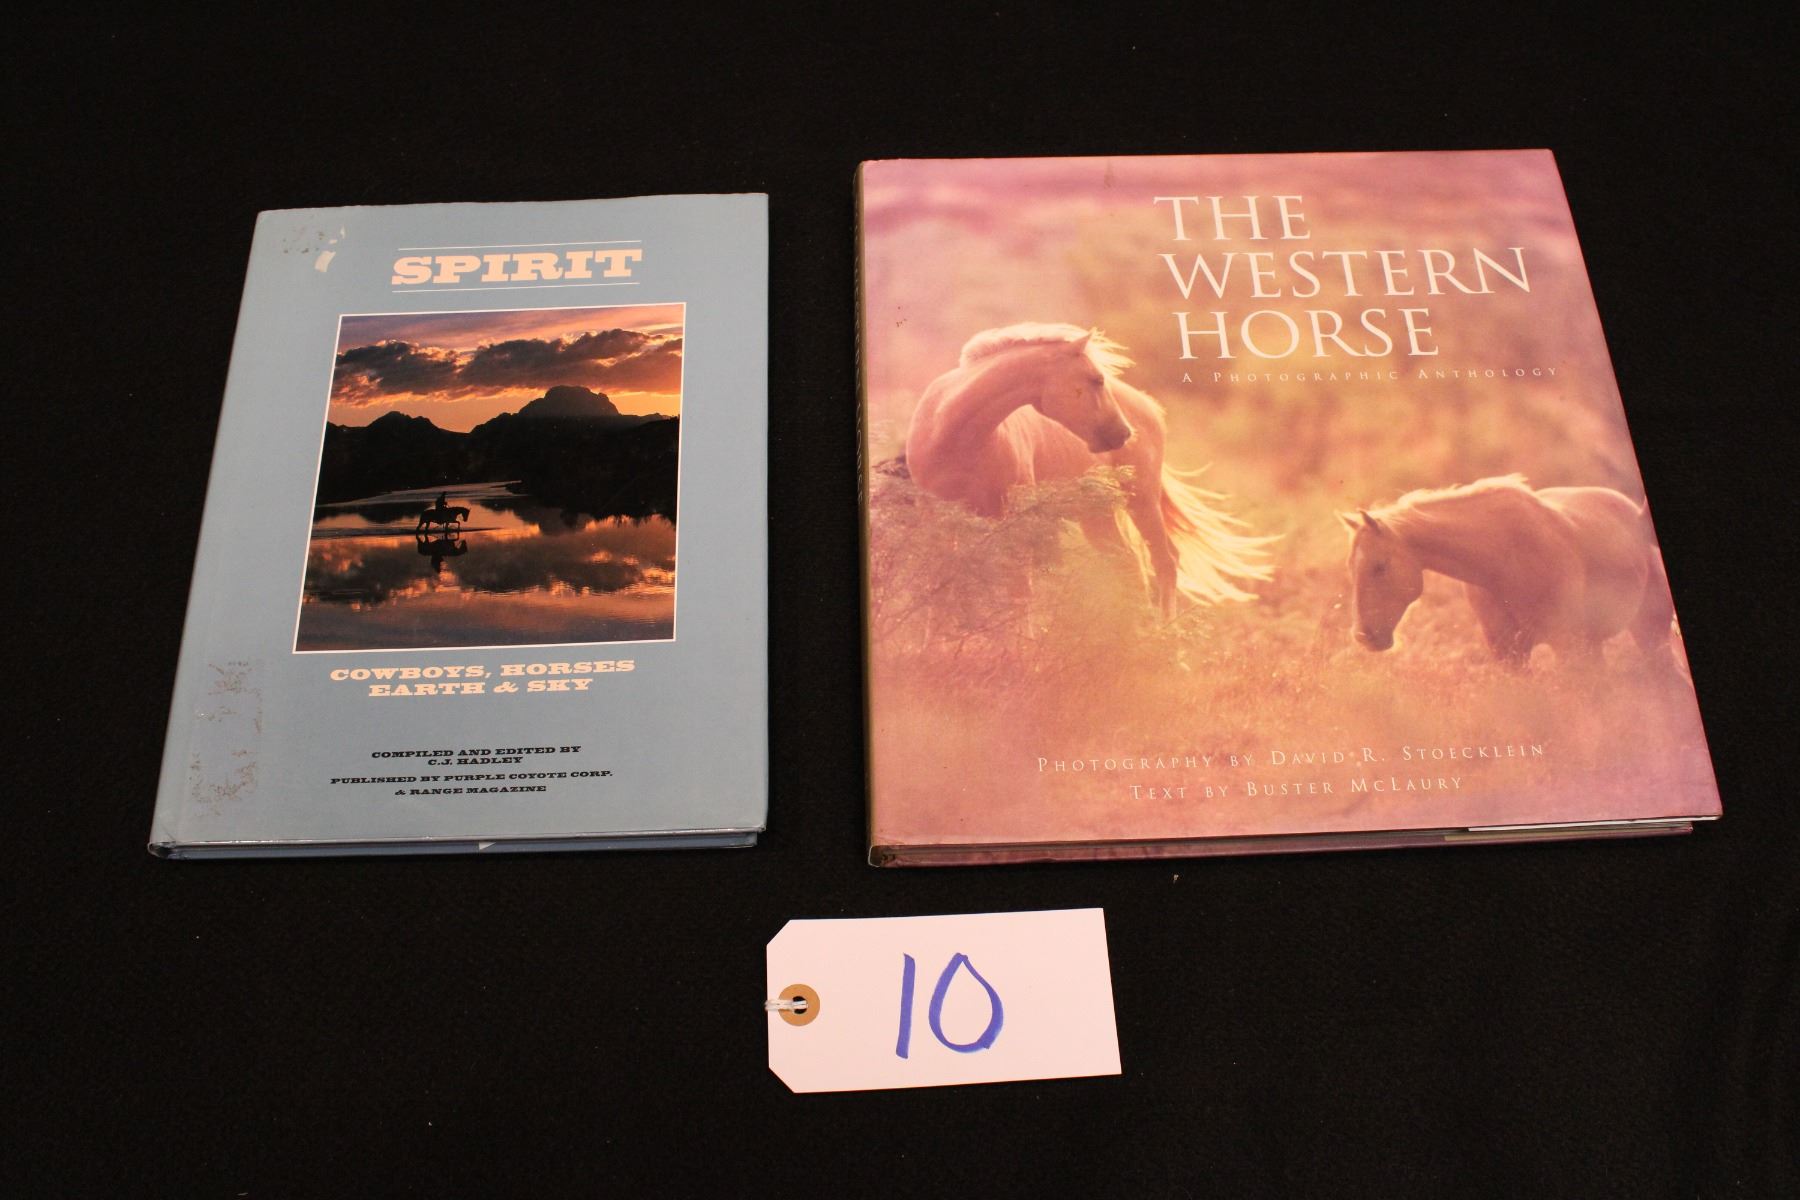 SPIRIT
COWBOYS, HORSES
EARTH & SKY
COMPILED AND EDITED BY
C.J. HADLEY
PUBLISHED BY PURPLE COYOTE CORP.
& RANGE MAGAZINE
THE
WESTERN
HORSE
A PHOTOGRAPHIC ANTHOLOGY
PHOTOGRAPHY BY DAVID R. STOECKLEIN
TEXT BY BUSTER MCLAURY
10